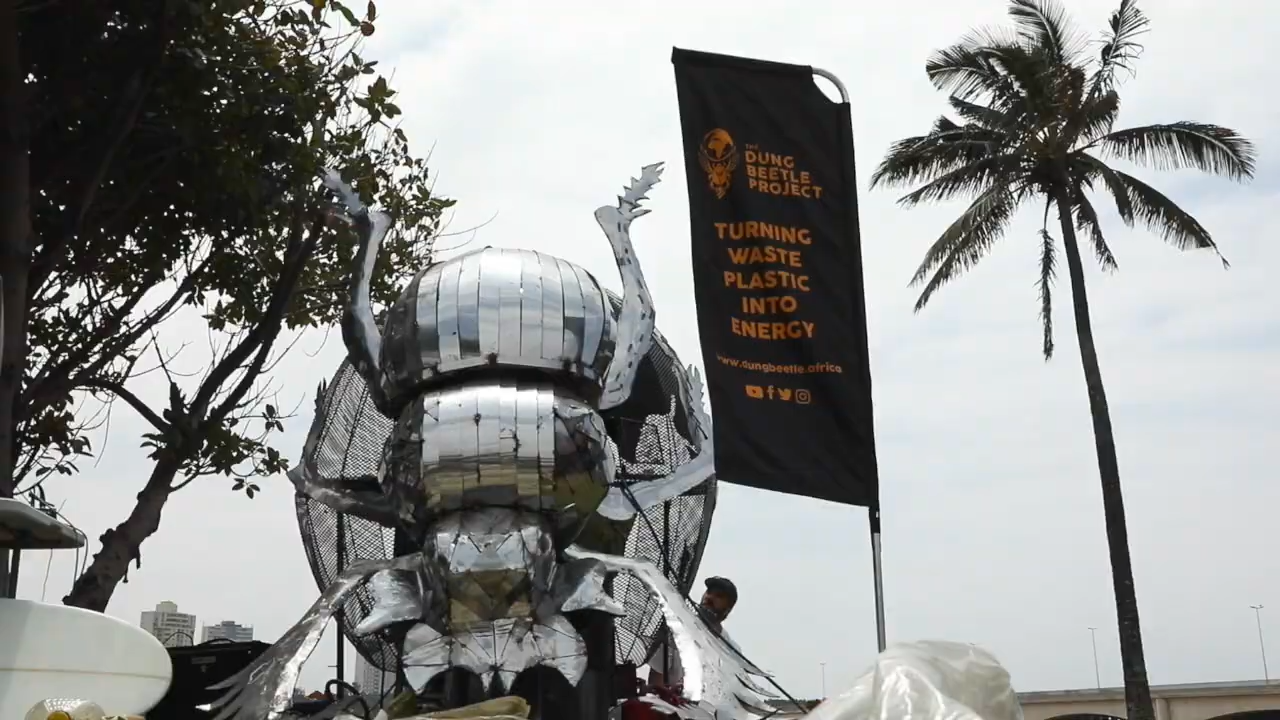 THE
DUNG
BEETLE
PROJECT
TURNING
WASTE
PLASTIC
INTO
ENERGY
www.dungbeetle.africa